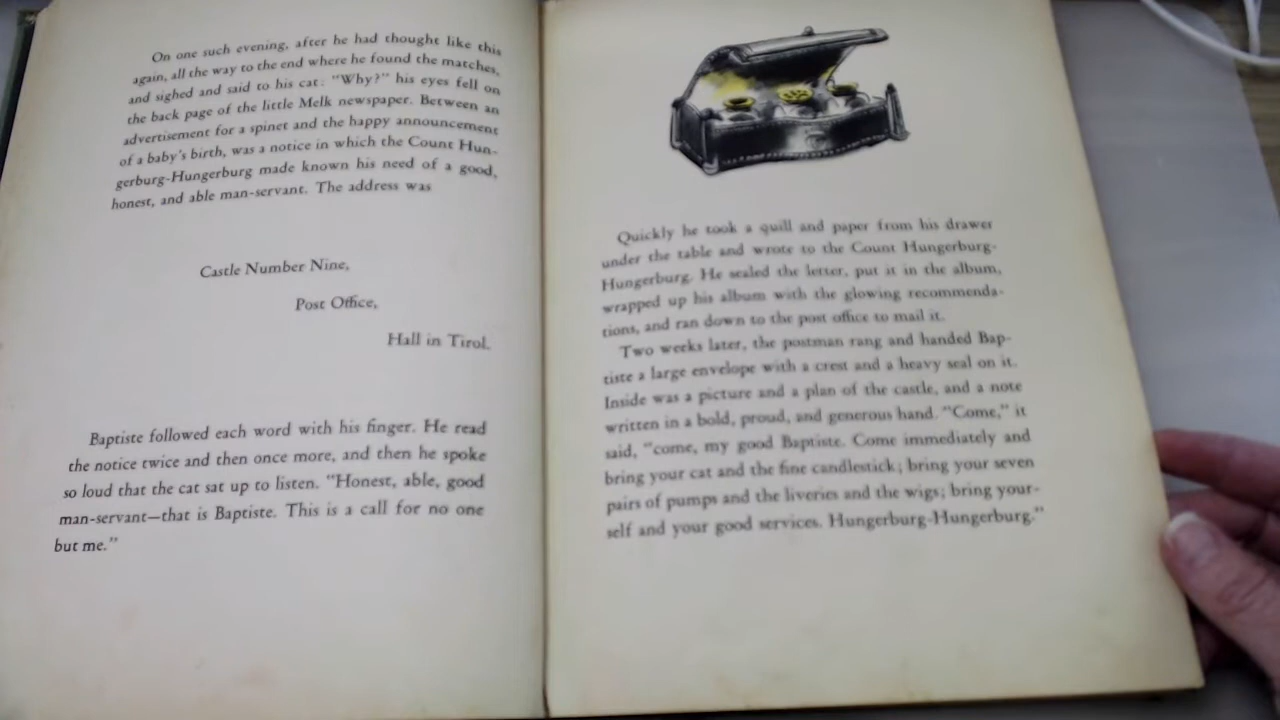 On one such evening, after he had thought like this
again, all the way to the end where he found the matches,
and sighed and said to his cat: "Why?" his eyes fell on
the back page of the little Melk newspaper. Between an
advertisement for a spinet and the happy announcement
of a baby's birth, was a notice in which the Count Hun-
gerburg-Hungerburg made known his need of a good,
honest, and able man-servant. The address was
Castle Number Nine,
Post Office,
Hall in Tirol.
Baptiste followed each word with his finger. He read
the notice twice and then once more, and then he spoke
so loud that the cat sat up to listen. "Honest, able, good
man-servant—that is Baptiste. This is a call for no one
but me."
Quickly he took a quill and paper from his drawer
under the table and wrote to the Count Hungerburg-
Hungerburg. He sealed the letter, put it in the album,
wrapped up his album with the glowing recommenda-
tions, and ran down to the post office to mail it.
Two weeks later, the postman rang and handed Bap-
tiste a large envelope with a crest and a heavy seal on it.
Inside was a picture and a plan of the castle, and a note
written in a bold, proud, and generous hand. "Come," it
said, "come, my good Baptiste. Come immediately and
bring your cat and the fine candlestick; bring your seven
pairs of pumps and the liveries and the wigs; bring your-
self and your good services. Hungerburg-Hungerburg."